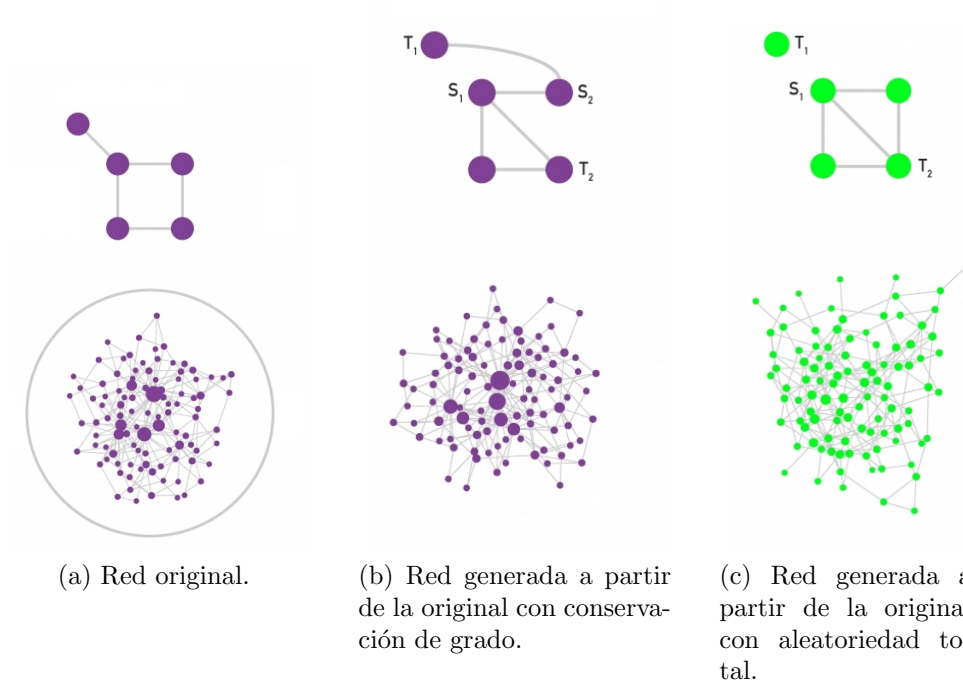 T₁
S₁
S₂
T₂
T₁
S₁
T₂
(a) Red original.
(b) Red generada a partir
de la original con conserva-
ción de grado.
(c) Red generada a
partir de la origina
con aleatoriedad to
tal.